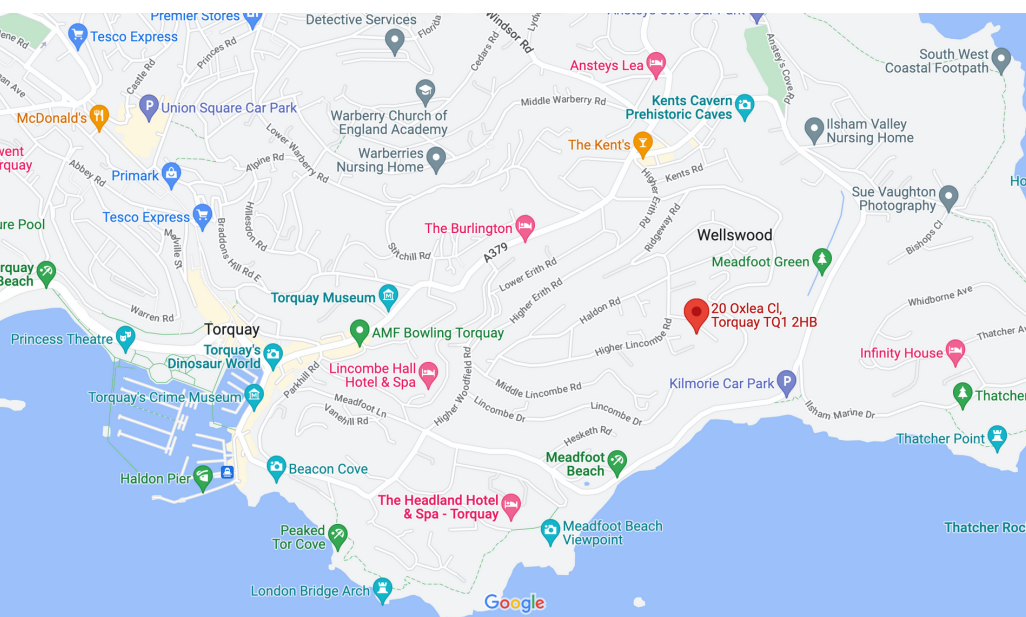 Premier Stores
Ansteys Cove Car Park
Detective Services
Tesco Express
Florida
Windsor Rd
Cedars Rd
Princes Rd
Castle Rd
South West
Coastal Footpath
Ansteys Lea
Anstey's Cove Rd
Union Square Car Park
McDonald's
Middle Warberry Rd
Kents Cavern
Prehistoric Caves
Warberry Church of
England Academy
Ilsham Valley
Nursing Home
Lower Warberry Rd
The Kent's
Warberries
Nursing Home
Alpine Rd
Abbey Rd
Primark
Kents Rd
Higher Erith Rd
Sue Vaughton
Photography
Tesco Express
Hillesdon Rd
Braddons Hill Rd E
Melville St
The Burlington
A379
Ridgeway Rd
Wellswood
Bishops Cl
Stitchill Rd
Meadfoot Green
Lower Erith Rd
Higher Erith Rd
Beach
Torquay Museum
Haldon Rd
Whidborne Ave
20 Oxlea Cl,
Torquay TQ1 2HB
Warren Rd
Torquay
AMF Bowling Torquay
Princess Theatre
Torquay's
Dinosaur World
Higher Lincombe Rd
Infinity House
Lincombe Hall
Hotel & Spa
Parkhill Rd
Higher Woodfield Rd
Middle Lincombe Rd
Kilmorie Car Park
Torquay's Crime Museum
Meadfoot Ln
Vanehill Rd
Lincombe Dr
Lincombe Dr
Ilsham Marine Dr
Thatcher
Hesketh Rd
Thatcher Point
Meadfoot
Beach
Beacon Cove
Haldon Pier
The Headland Hotel
& Spa - Torquay
Meadfoot Beach
Viewpoint
Peaked
Tor Cove
Thatcher Roc
London Bridge Arch
Google